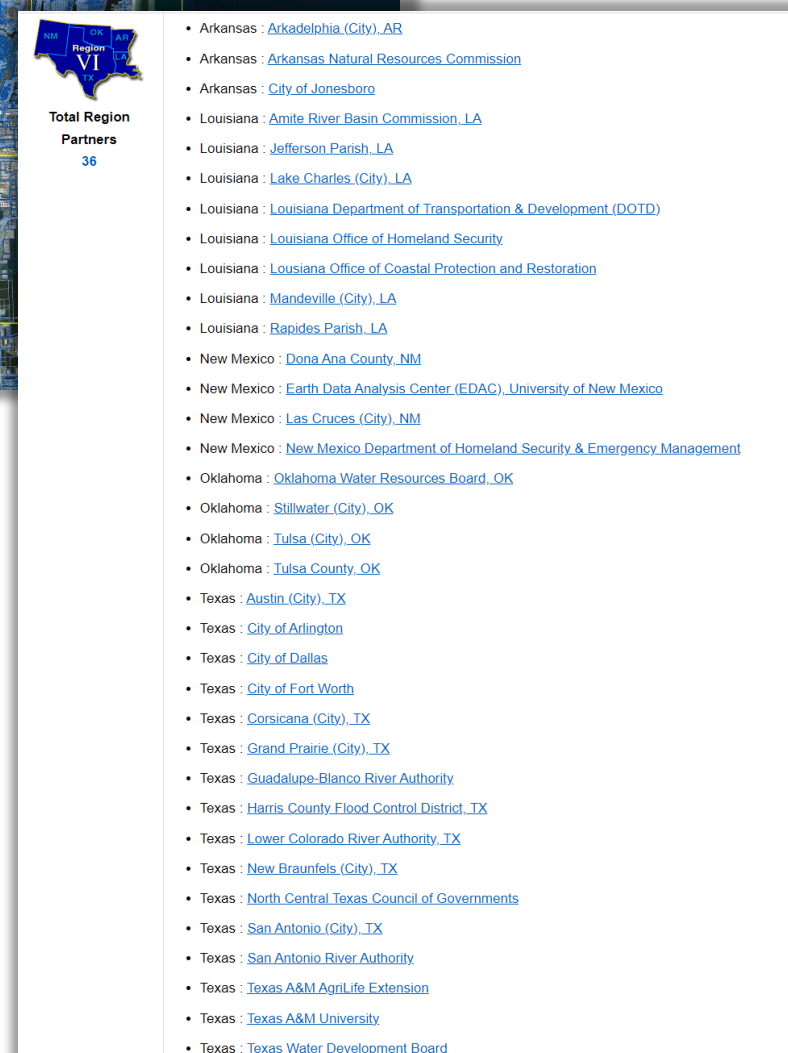 NM
OK
AR
Region
LA
VI
TX
Total Region
Partners
36
Arkansas : Arkadelphia (City), AR
Arkansas : Arkansas Natural Resources Commission
Arkansas : City of Jonesboro
Louisiana : Amite River Basin Commission, LA
Louisiana : Jefferson Parish, LA
Louisiana : Lake Charles (City), LA
Louisiana : Louisiana Department of Transportation & Development (DOTD)
Louisiana : Louisiana Office of Homeland Security
Louisiana : Lousiana Office of Coastal Protection and Restoration
Louisiana : Mandeville (City), LA
Louisiana : Rapides Parish, LA
New Mexico : Dona Ana County, NM
New Mexico : Earth Data Analysis Center (EDAC), University of New Mexico
New Mexico : Las Cruces (City), NM
New Mexico : New Mexico Department of Homeland Security & Emergency Management
Oklahoma : Oklahoma Water Resources Board, OK
Oklahoma : Stillwater (City), OK
Oklahoma : Tulsa (City), OK
Oklahoma : Tulsa County, OK
Texas : Austin (City), TX
Texas : City of Arlington
Texas : City of Dallas
Texas : City of Fort Worth
Texas : Corsicana (City), TX
Texas : Grand Prairie (City), TX
Texas : Guadalupe-Blanco River Authority
Texas : Harris County Flood Control District, TX
Texas : Lower Colorado River Authority, TX
Texas : New Braunfels (City), TX
Texas : North Central Texas Council of Governments
Texas : San Antonio (City), TX
Texas : San Antonio River Authority
Texas : Texas A&M AgriLife Extension
Texas : Texas A&M University
Texas : Texas Water Development Board